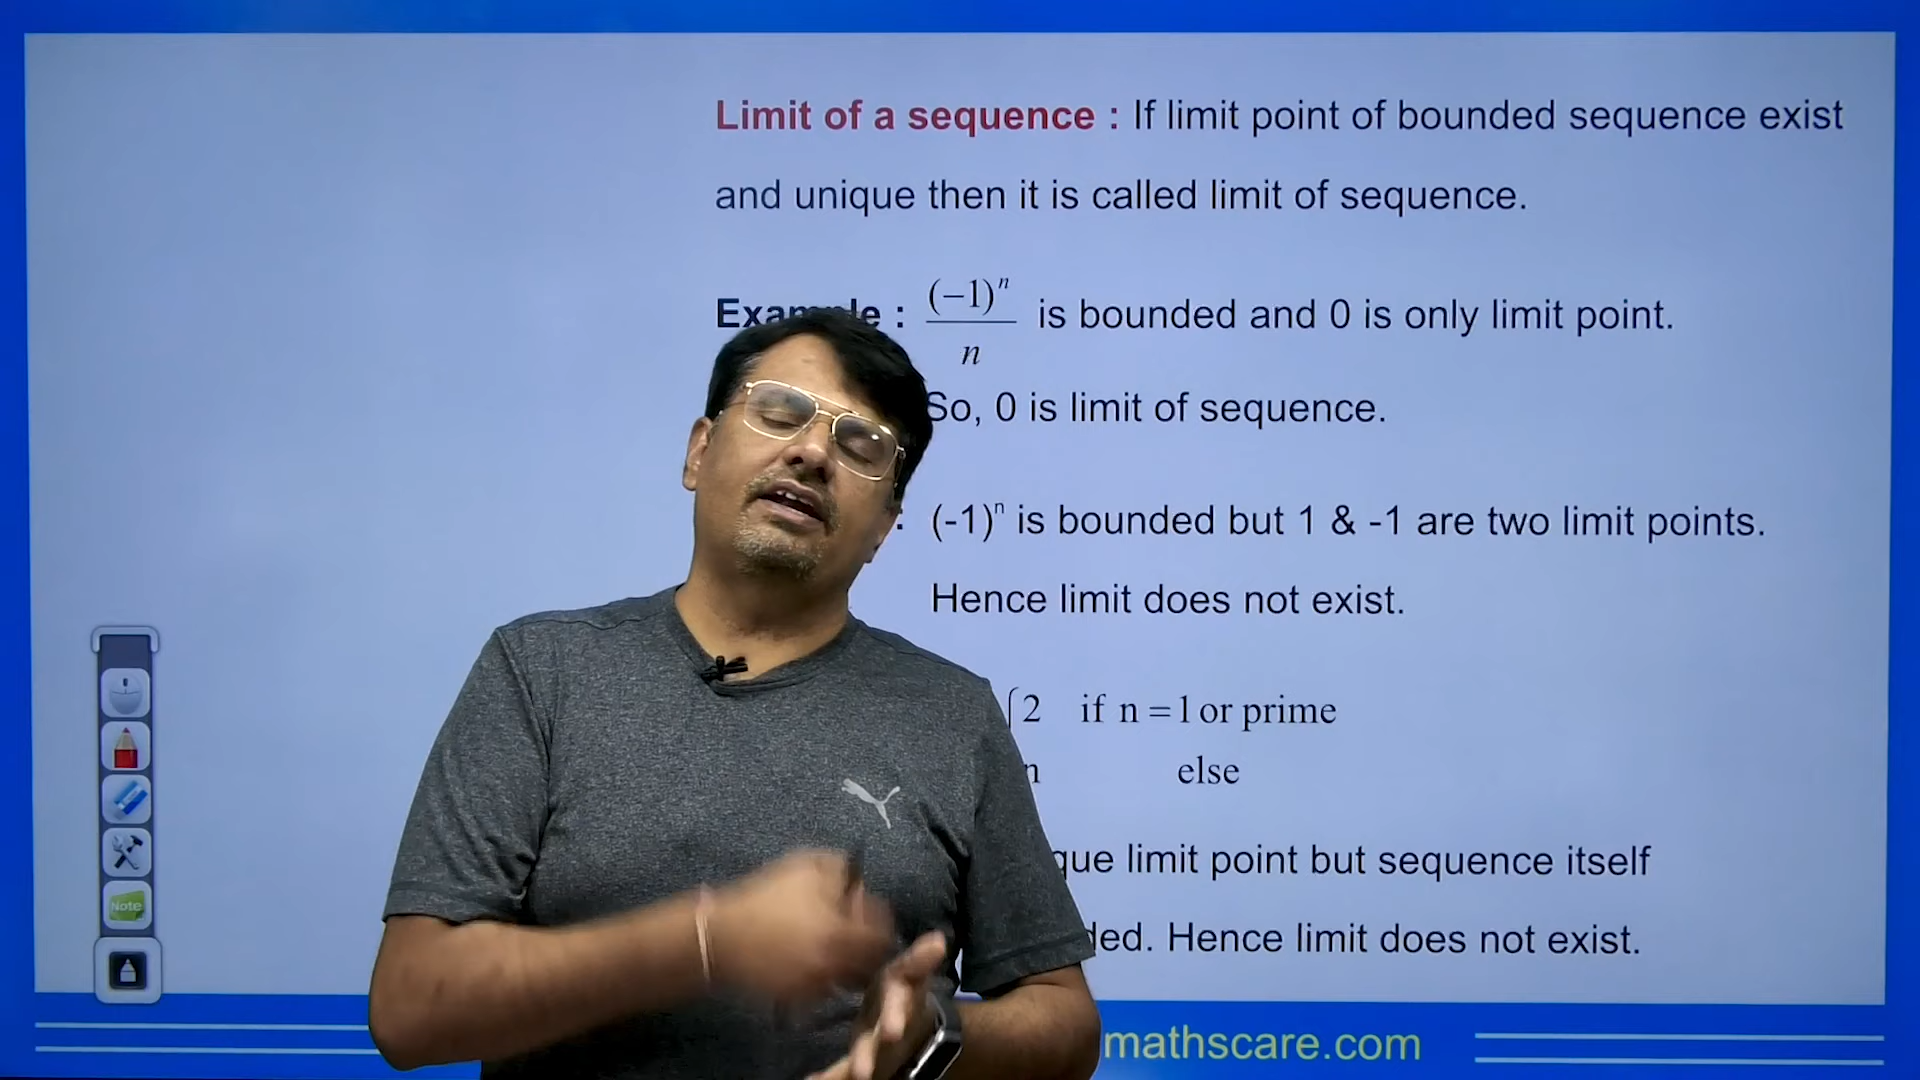 Limit of a sequence : If limit point of bounded sequence exist
and unique then it is called limit of sequence.
Example : (−1)ⁿ/n is bounded and 0 is only limit point.
So, 0 is limit of sequence.
: (-1)ⁿ is bounded but 1 & -1 are two limit points.
Hence limit does not exist.
2 if n = 1 or prime
n else
limit point but sequence itself
Hence limit does not exist.
Note
mathscare.com